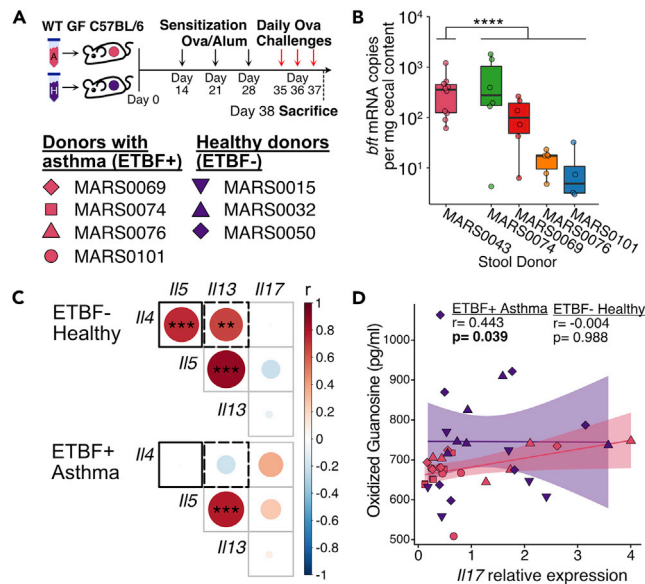 A
WT GF C57BL/6
A
H
Sensitization
Ova/Alum
Daily Ova
Challenges
Day 0
Day
14
Day
21
Day
28
Day
35 36 37
Day 38 Sacrifice
Donors with
asthma (ETBF+)
MARS0069
MARS0074
MARS0076
MARS0101
Healthy donors
(ETBF-)
MARS0015
MARS0032
MARS0050
B
****
bft mRNA copies
per mg cecal content
10³
10²
10¹
MARS0043
MARS0074
MARS0069
MARS0076
MARS0101
Stool Donor
C
Il5 Il13 Il17 r
ETBF-
Healthy
Il4
*** **
Il5
***
Il13
ETBF+
Asthma
Il4
Il5
***
Il13
1
0.8
0.6
0.4
0.2
0
-0.2
-0.4
-0.6
-0.8
-1
D
ETBF+ Asthma
r= 0.443
p= 0.039
ETBF- Healthy
r= -0.004
p= 0.988
Oxidized Guanosine (pg/ml)
1000
900
800
700
600
500
0 1 2 3 4
Il17 relative expression